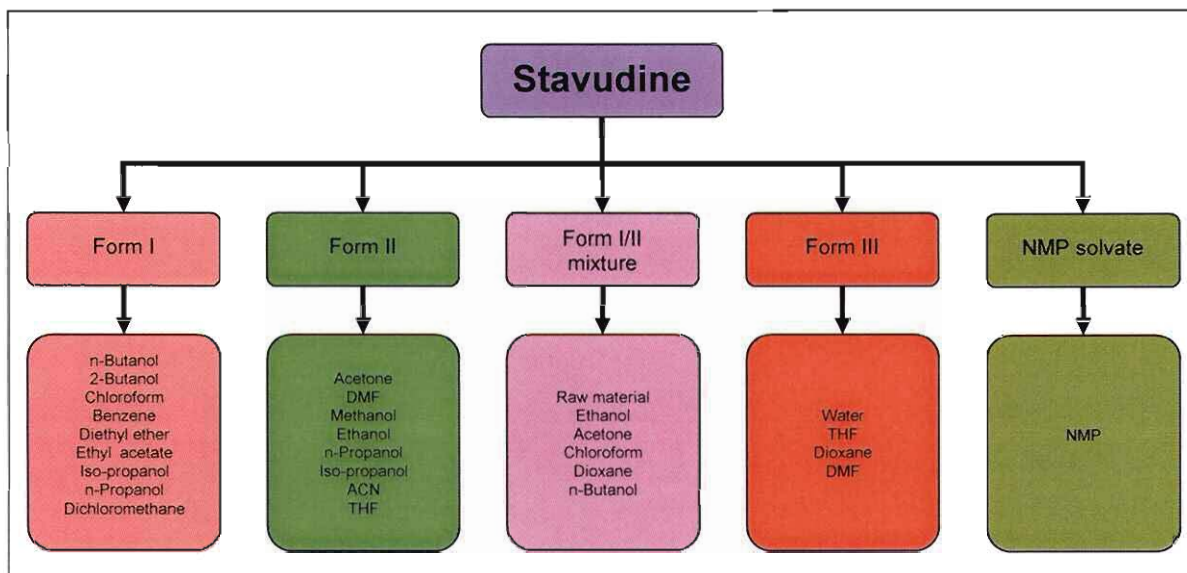 Stavudine
Form I
Form II
Form I/II
mixture
Form III
NMP solvate
n-Butanol
2-Butanol
Chloroform
Benzene
Diethyl ether
Ethyl acetate
Iso-propanol
n-Propanol
Dichloromethane
Acetone
DMF
Methanol
Ethanol
n-Propanol
Iso-propanol
ACN
THF
Raw material
Ethanol
Acetone
Chloroform
Dioxane
n-Butanol
Water
THF
Dioxane
DMF
NMP